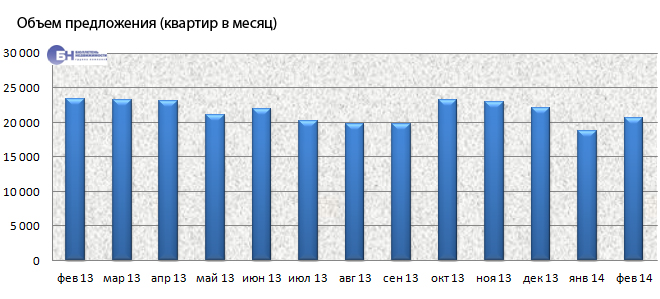 Объем предложения (квартир в месяц)
30 000
БН
25 000
20 000
15 000
10 000
5 000
0
фев 13 мар 13 апр 13 май 13 июн 13 июл 13 авг 13 сен 13 окт 13 ноя 13 дек 13 янв 14 фев 14